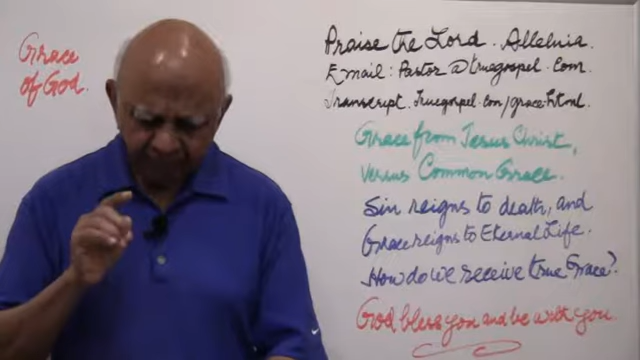 Grace
of God.
Praise the Lord. Alleluia.
Email: Pastor@truegospel.com.
Transcript. truegospel.com/grace.html.
Grace from Jesus Christ,
versus Common Grace.
Sin reigns to death, and
Grace reigns to Eternal Life.
How do we receive true Grace?
God bless you and be with you.